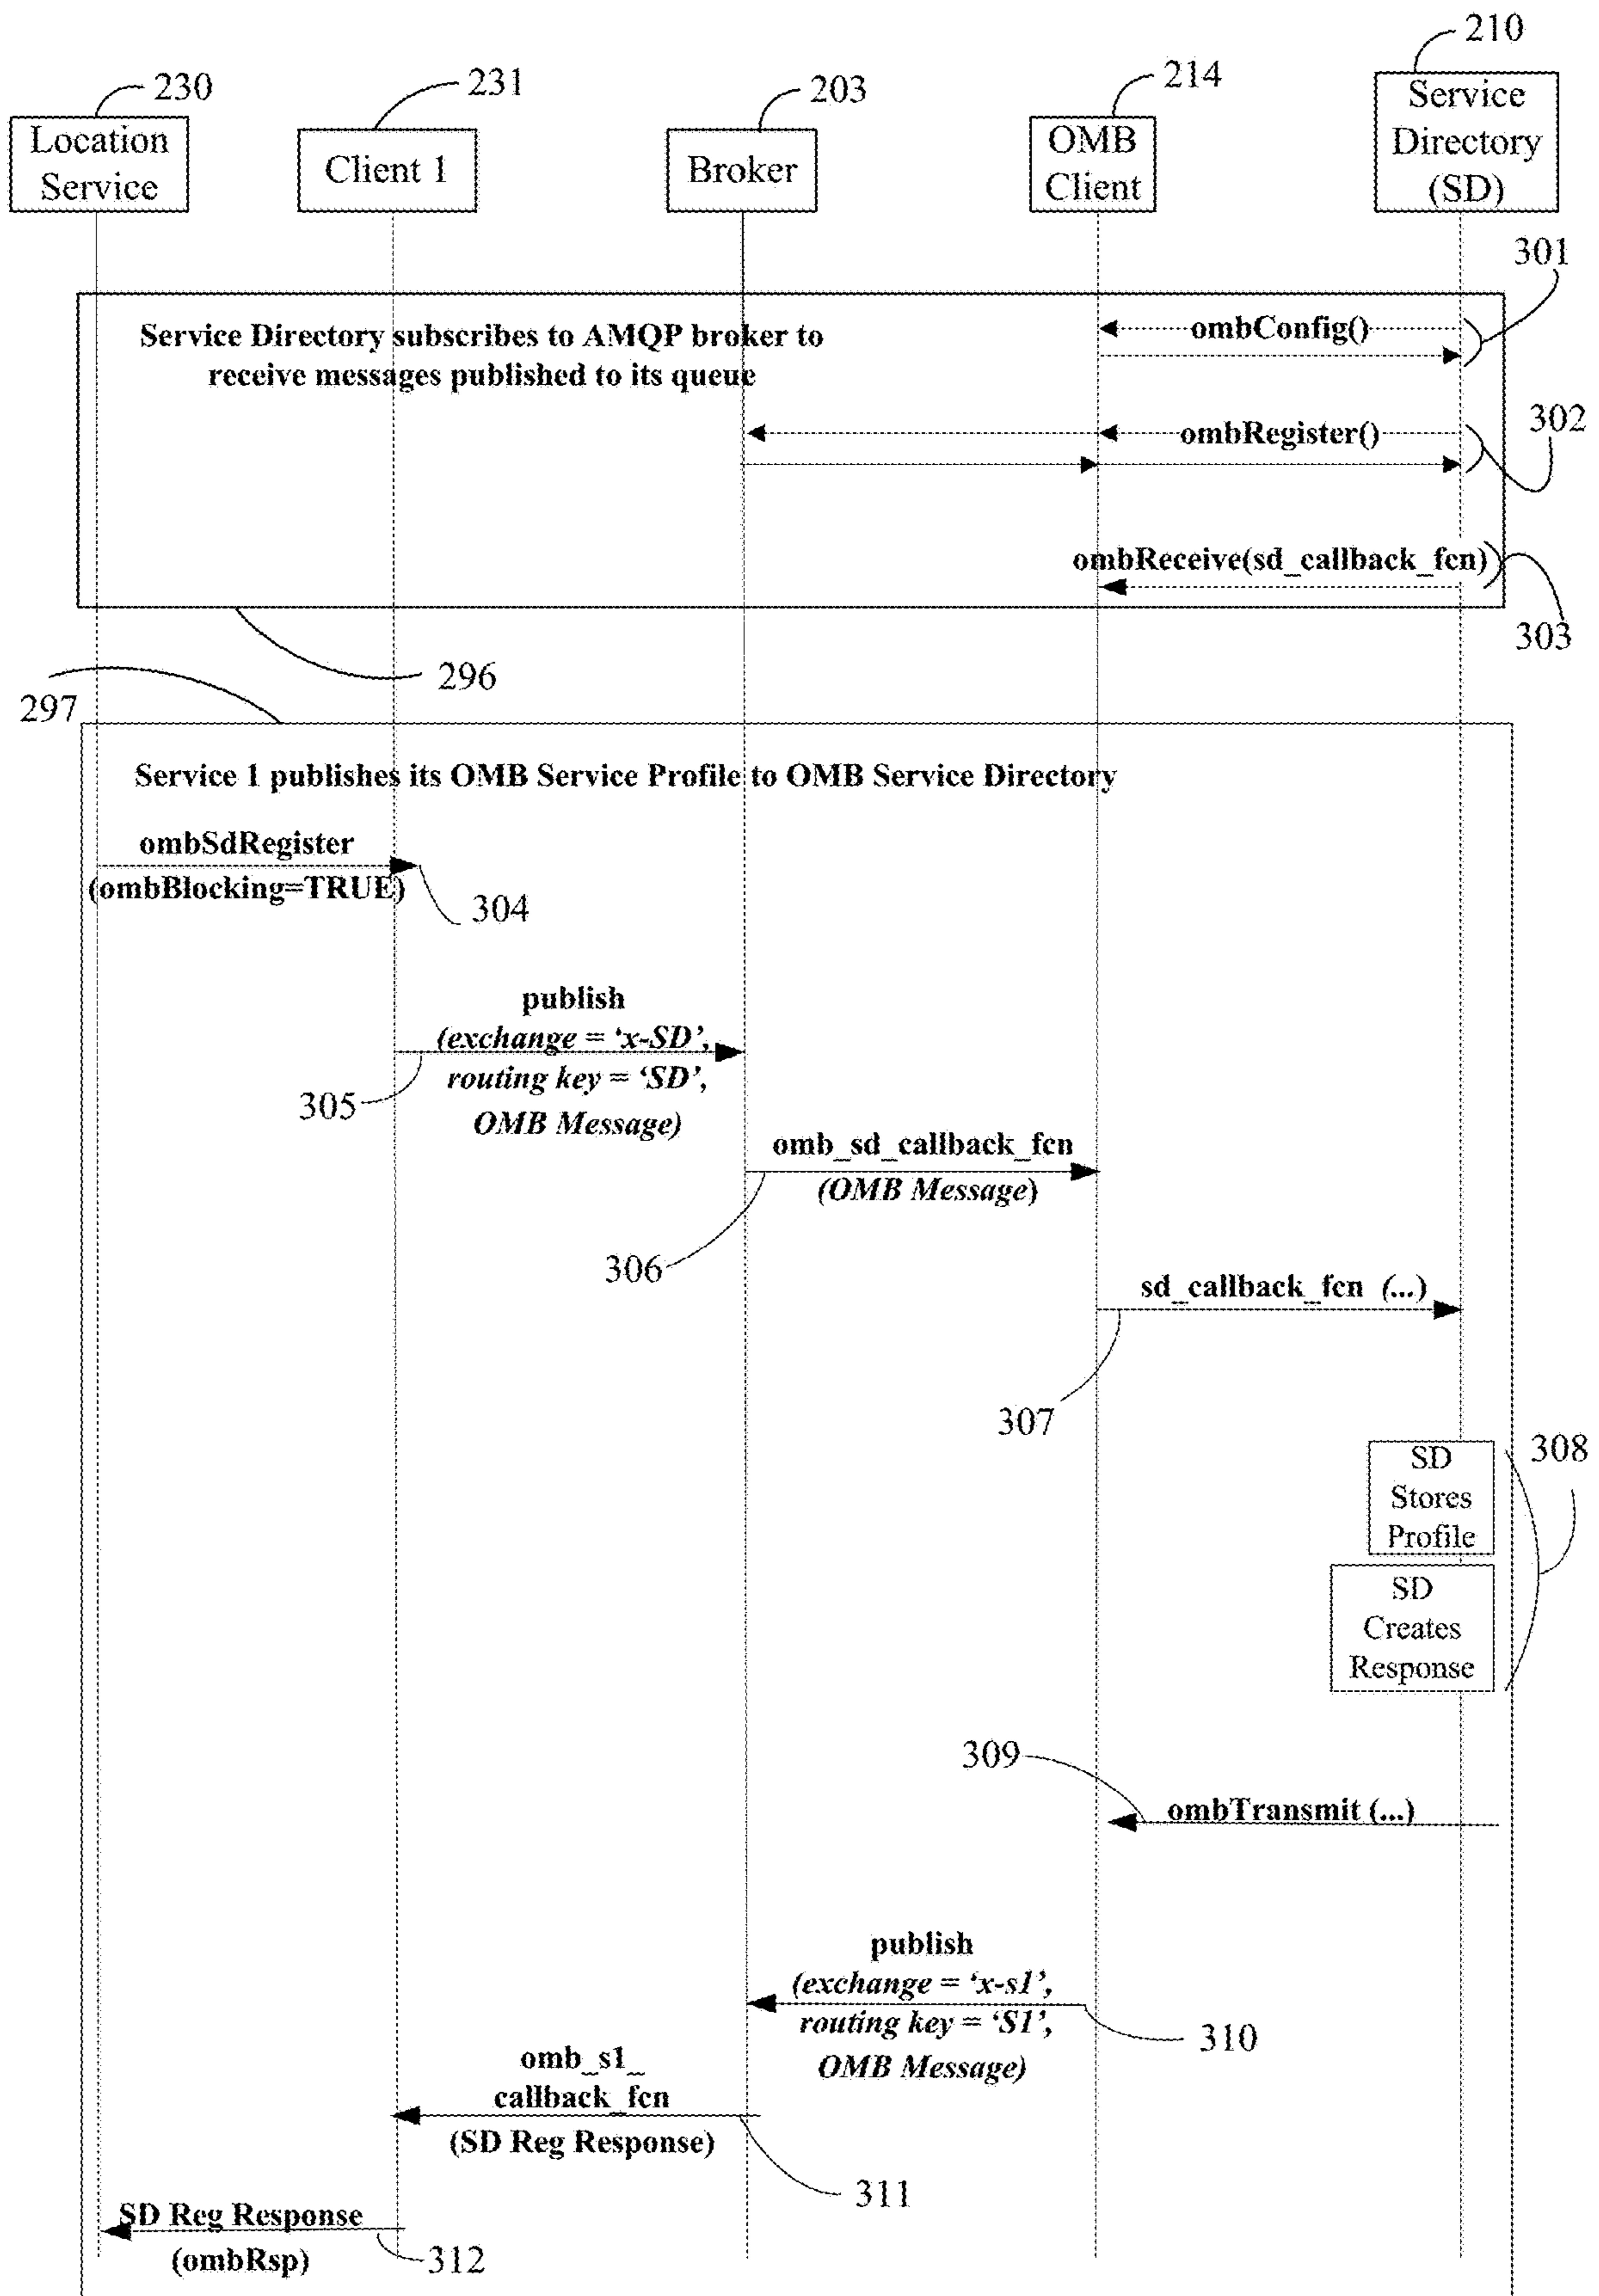 210
230
231
203
214
Service
Directory
(SD)
Location
Service
Client 1
Broker
OMB
Client
301
Service Directory subscribes to AMQP broker to
receive messages published to its queue
ombConfig()
302
ombRegister()
ombReceive(sd_callback_fcn)
303
296
297
Service 1 publishes its OMB Service Profile to OMB Service Directory
ombSdRegister
(ombBlocking=TRUE)
304
publish
(exchange = ‘x-SD’,
routing key = ‘SD’,
OMB Message)
305
omb_sd_callback_fcn
(OMB Message)
306
sd_callback_fcn (...)
307
308
SD
Stores
Profile
SD
Creates
Response
309
ombTransmit (...)
publish
(exchange = ‘x-s1’,
routing key = ‘S1’,
OMB Message)
310
omb_s1_
callback_fcn
(SD Reg Response)
311
SD Reg Response
(ombRsp)
312